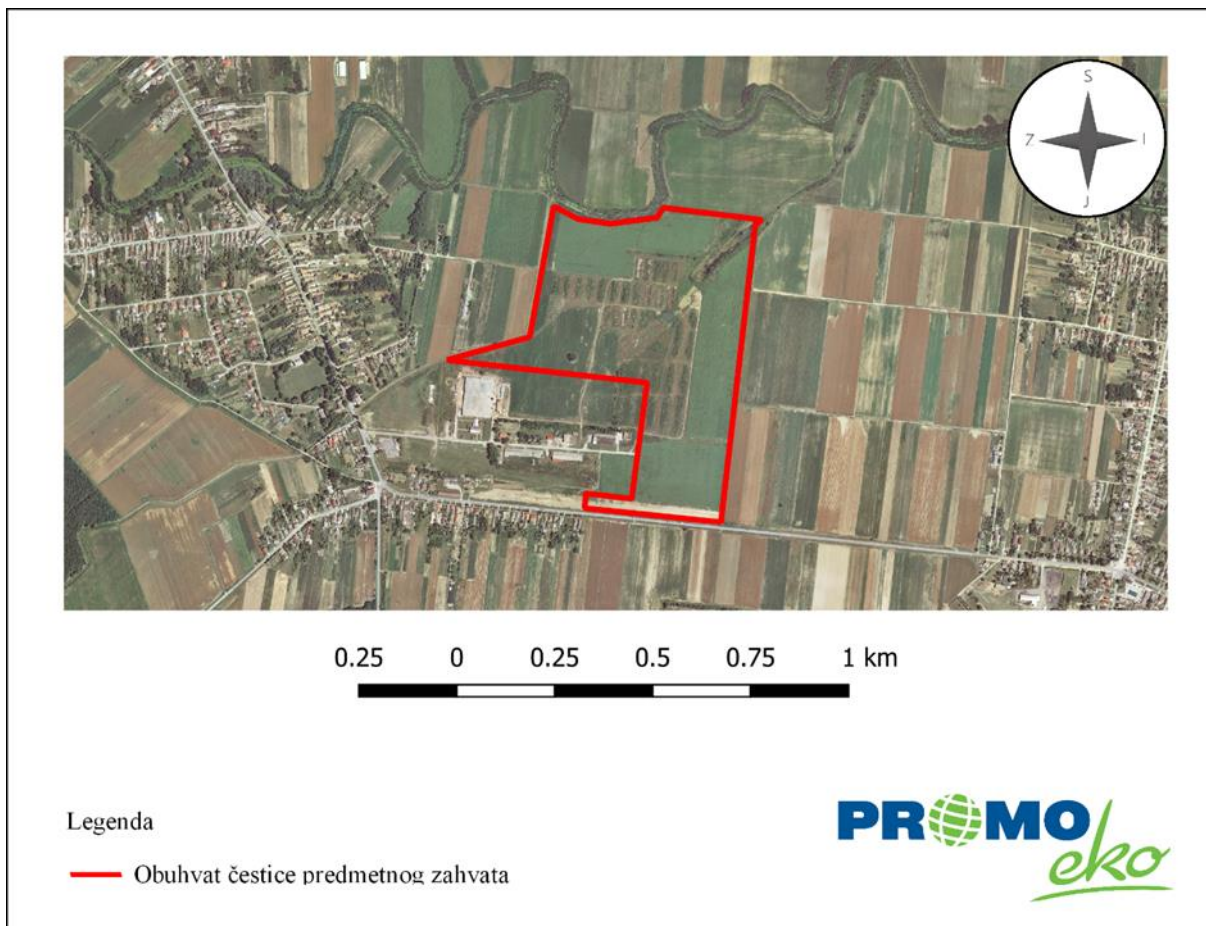 S
Z I
J
0.25 0 0.25 0.5 0.75 1 km
Legenda
Obuhvat čestice predmetnog zahvata
PROMO
eko